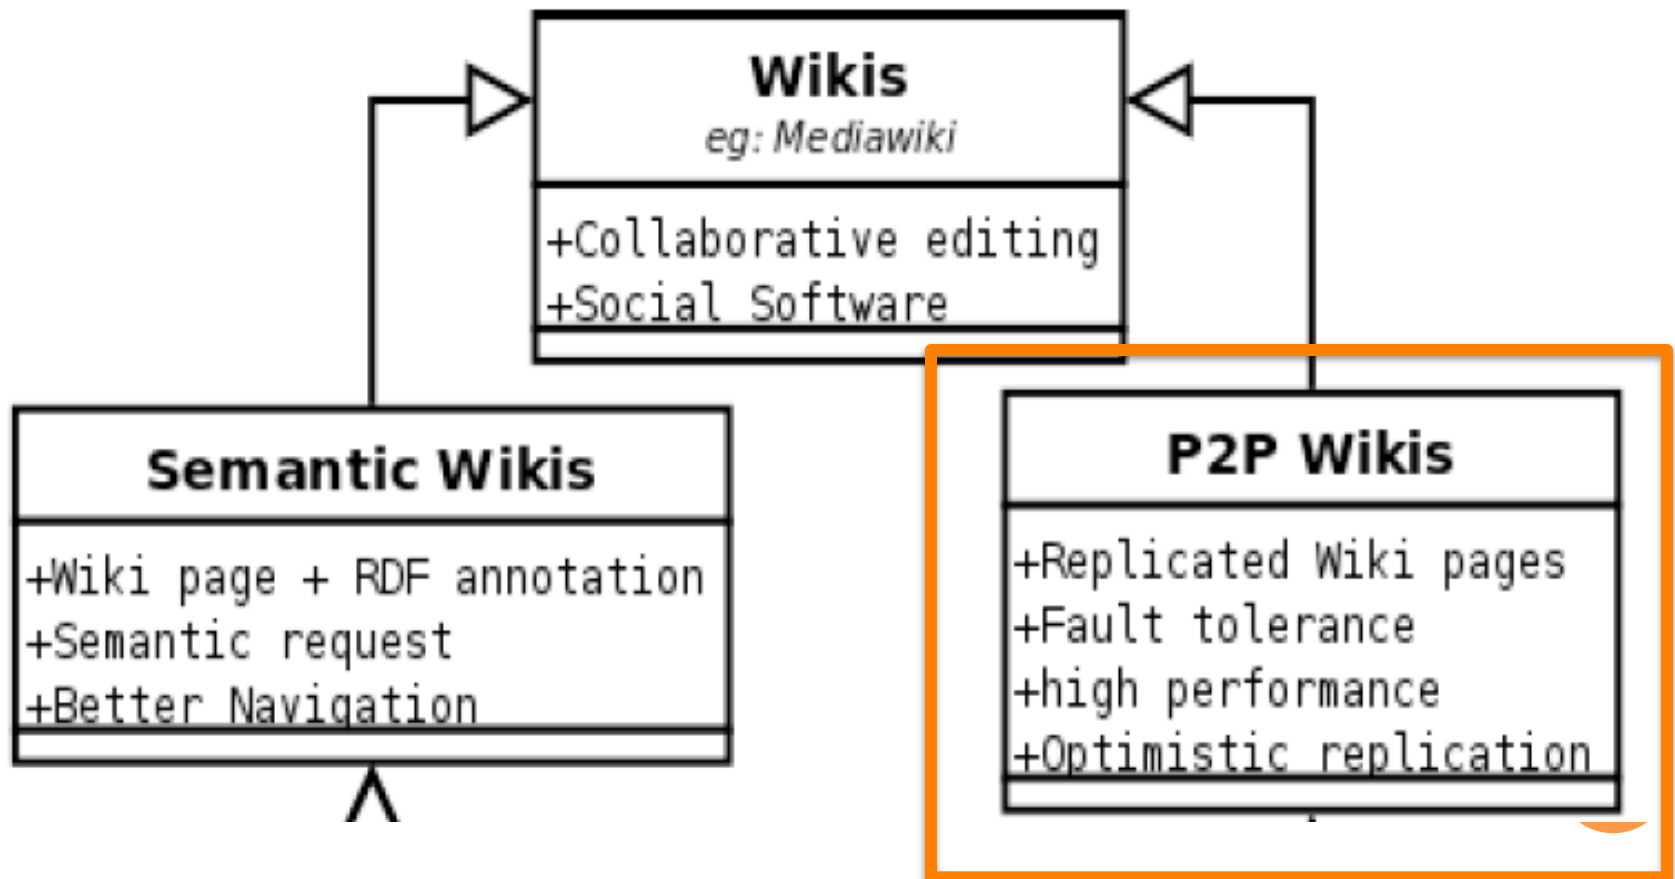 Wikis
eg: Mediawiki
+Collaborative editing
+Social Software
Semantic Wikis
+Wiki page + RDF annotation
+Semantic request
+Better Navigation
P2P Wikis
+Replicated Wiki pages
+Fault tolerance
+high performance
+Optimistic replication